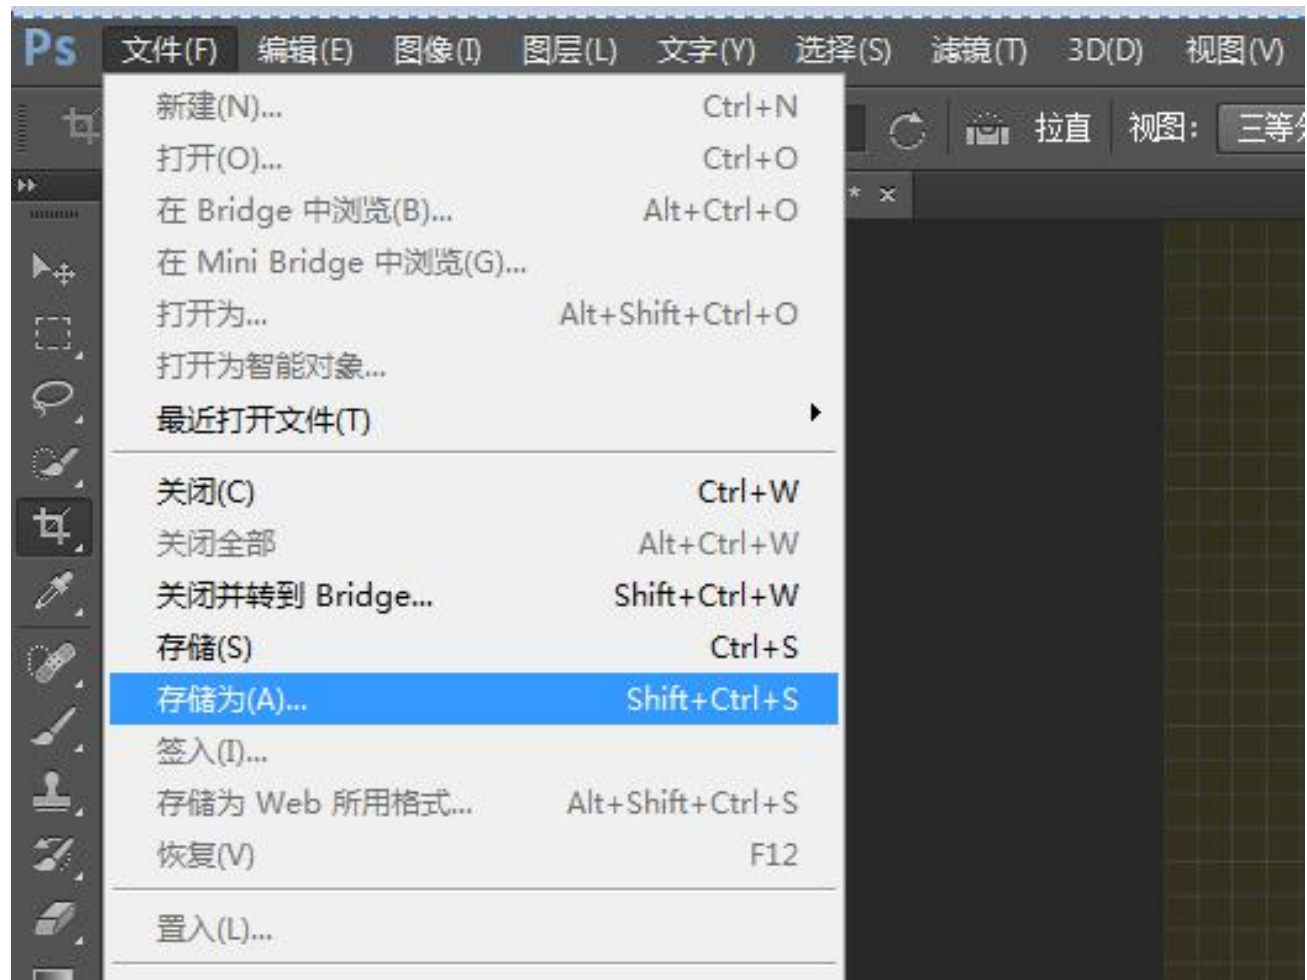 Ps 文件(F) 编辑(E) 图像(I) 图层(L) 文字(Y) 选择(S) 滤镜(T) 3D(D) 视图(V)
拉直 视图： 三等
* ×
新建(N)... Ctrl+N
打开(O)... Ctrl+O
在 Bridge 中浏览(B)... Alt+Ctrl+O
在 Mini Bridge 中浏览(G)...
打开为... Alt+Shift+Ctrl+O
打开为智能对象...
最近打开文件(T)
关闭(C) Ctrl+W
关闭全部 Alt+Ctrl+W
关闭并转到 Bridge... Shift+Ctrl+W
存储(S) Ctrl+S
存储为(A)... Shift+Ctrl+S
签入(I)...
存储为 Web 所用格式... Alt+Shift+Ctrl+S
恢复(V) F12
置入(L)...